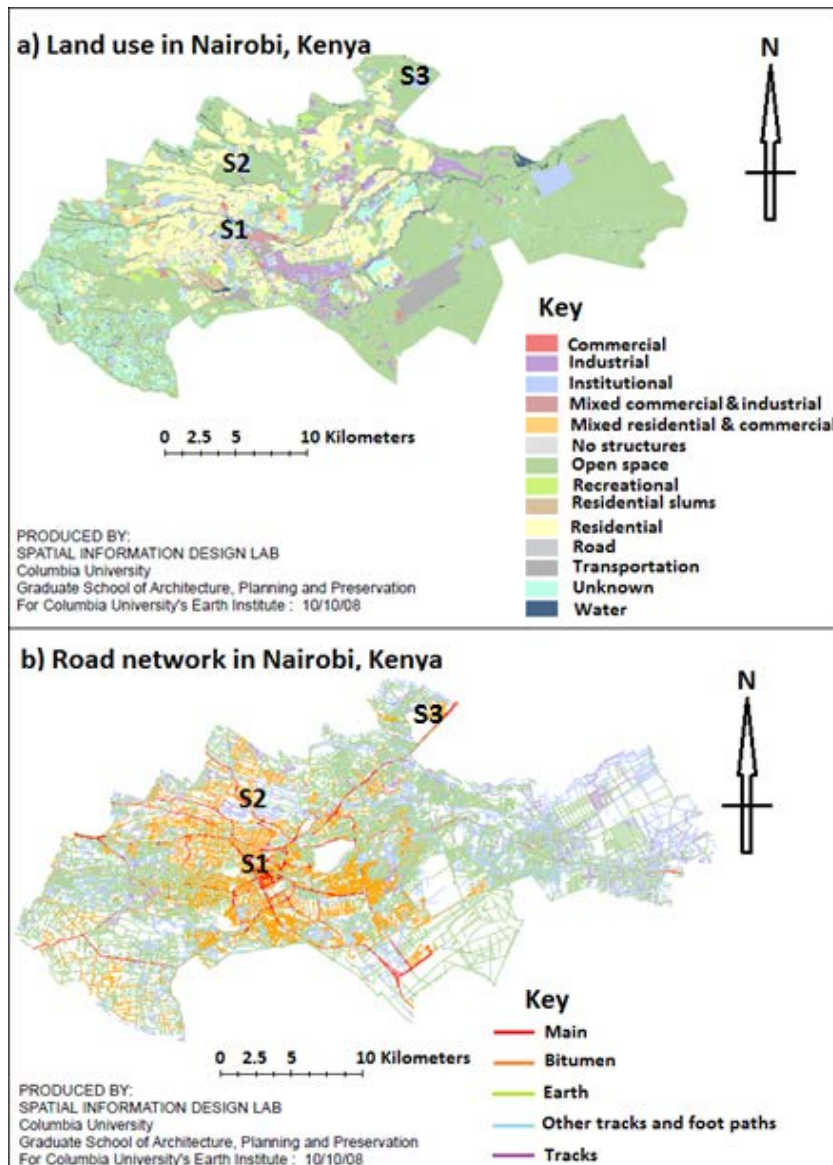 a) Land use in Nairobi, Kenya
N
S3
S2
S1
Key
Commercial
Industrial
Institutional
Mixed commercial & industrial
Mixed residential & commercial
No structures
Open space
Recreational
Residential slums
Residential
Road
Transportation
Unknown
Water
0 2.5 5 10 Kilometers
PRODUCED BY:
SPATIAL INFORMATION DESIGN LAB
Columbia University
Graduate School of Architecture, Planning and Preservation
For Columbia University's Earth Institute : 10/10/08
b) Road network in Nairobi, Kenya
N
S3
S2
S1
Key
Main
Bitumen
Earth
Other tracks and foot paths
Tracks
0 2.5 5 10 Kilometers
PRODUCED BY:
SPATIAL INFORMATION DESIGN LAB
Columbia University
Graduate School of Architecture, Planning and Preservation
For Columbia University's Earth Institute : 10/10/08